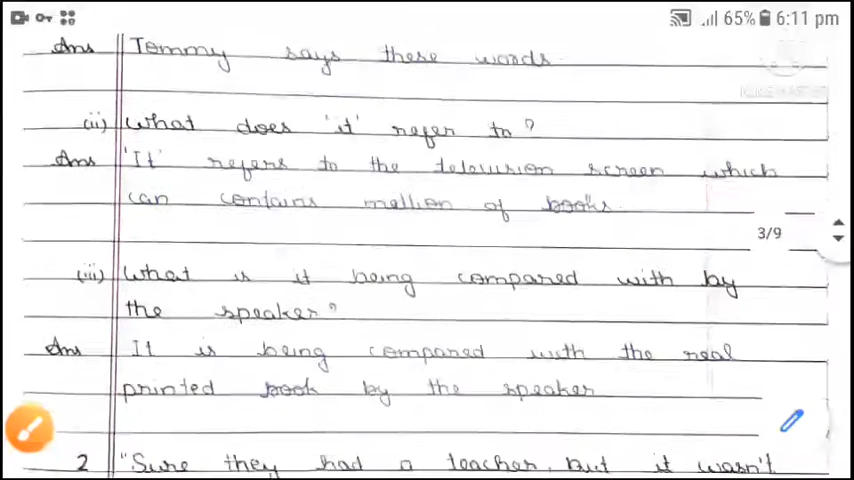 65% 6:11 pm
Ans Tommy says these words
(ii) What does 'it' refer to?
Ans 'It' refers to the television screen which
can contains mellion of books.
3/9
(iii) What is it being compared with by
the speaker?
Ans It is being compared with the real
printed book by the speaker
2 "Sure they had a teacher, but it wasn't